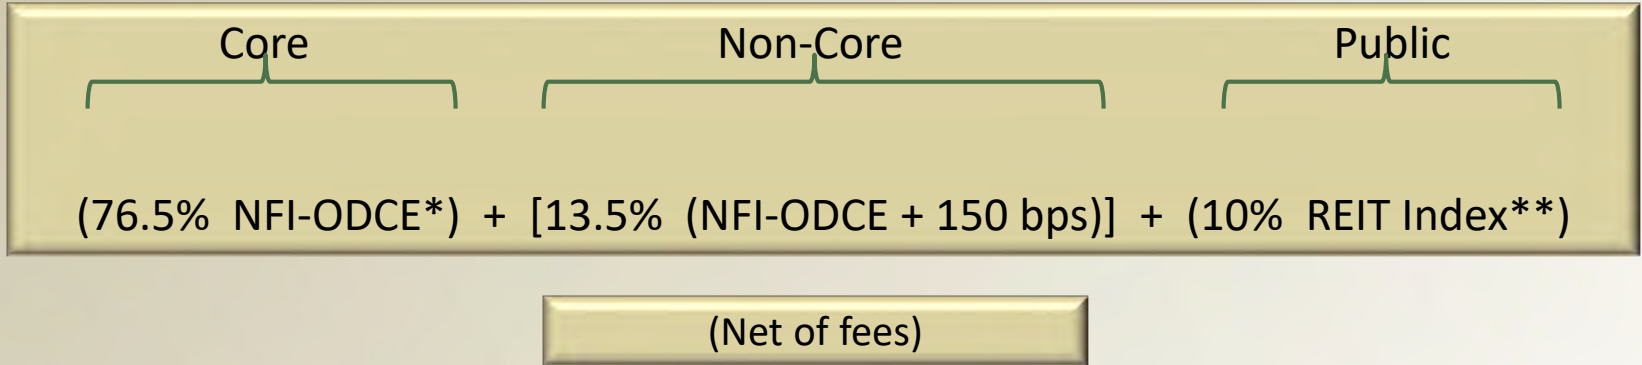 Core Non-Core Public
(76.5% NFI-ODCE*) + [13.5% (NFI-ODCE + 150 bps)] + (10% REIT Index**)
(Net of fees)